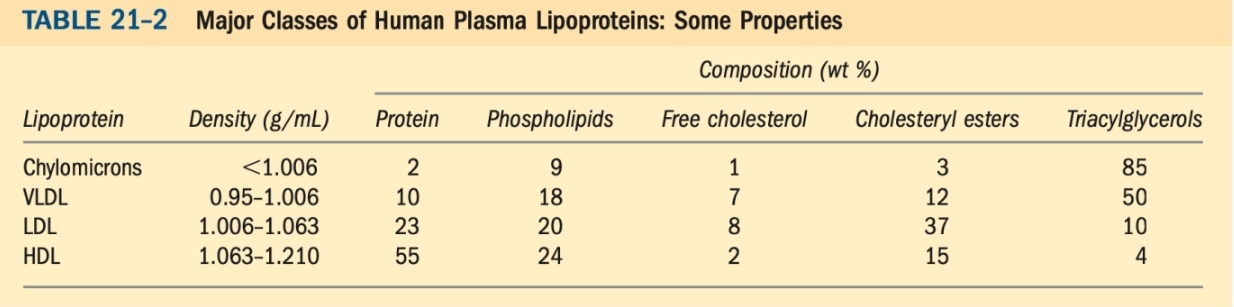 TABLE 21–2 Major Classes of Human Plasma Lipoproteins: Some Properties
Composition (wt %)
Lipoprotein Density (g/mL) Protein Phospholipids Free cholesterol Cholesteryl esters Triacylglycerols
Chylomicrons <1.006 2 9 1 3 85
VLDL 0.95–1.006 10 18 7 12 50
LDL 1.006–1.063 23 20 8 37 10
HDL 1.063–1.210 55 24 2 15 4